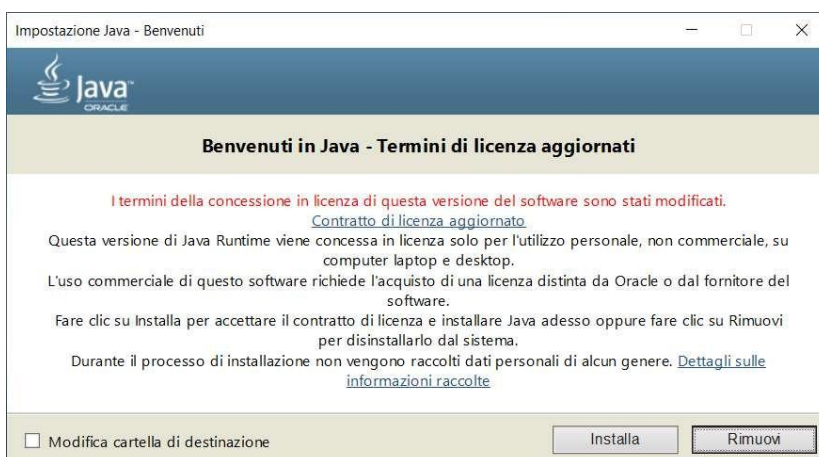 Impostazione Java - Benvenuti
Java™
ORACLE
Benvenuti in Java - Termini di licenza aggiornati
I termini della concessione in licenza di questa versione del software sono stati modificati.
Contratto di licenza aggiornato
Questa versione di Java Runtime viene concessa in licenza solo per l'utilizzo personale, non commerciale, su
computer laptop e desktop.
L'uso commerciale di questo software richiede l'acquisto di una licenza distinta da Oracle o dal fornitore del
software.
Fare clic su Installa per accettare il contratto di licenza e installare Java adesso oppure fare clic su Rimuovi
per disinstallarlo dal sistema.
Durante il processo di installazione non vengono raccolti dati personali di alcun genere. Dettagli sulle
informazioni raccolte
Modifica cartella di destinazione
Installa
Rimuovi